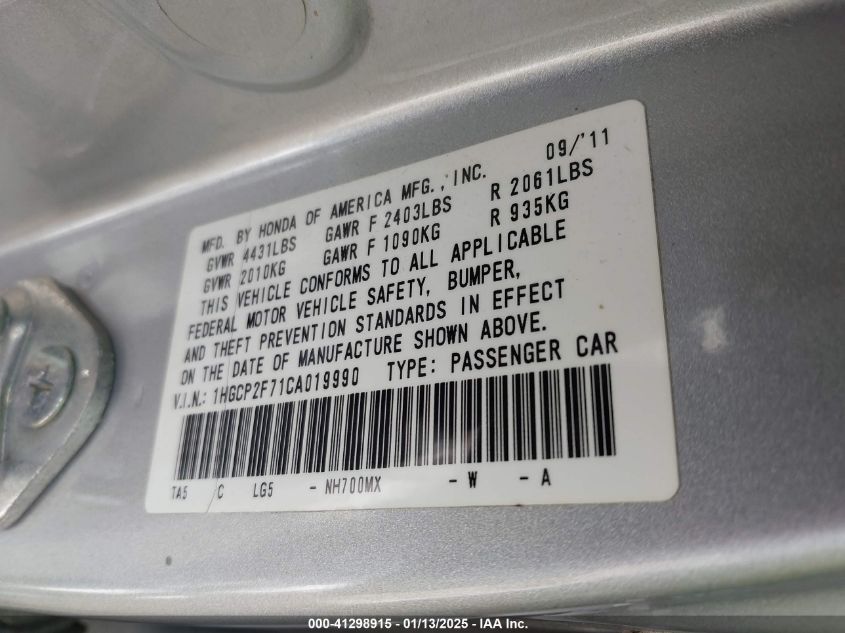 MFD. BY HONDA OF AMERICA MFG., INC. 09/'11
GVWR 4431LBS GAWR F 2403LBS R 2061LBS
GVWR 2010KG GAWR F 1090KG R 935KG
THIS VEHICLE CONFORMS TO ALL APPLICABLE
FEDERAL MOTOR VEHICLE SAFETY, BUMPER,
AND THEFT PREVENTION STANDARDS IN EFFECT
ON THE DATE OF MANUFACTURE SHOWN ABOVE.
V.I.N.: 1HGCP2F71CA019990 TYPE: PASSENGER CAR
TA5 C LG5 - NH700MX - W - A
000-41298915 - 01/13/2025 - IAA Inc.